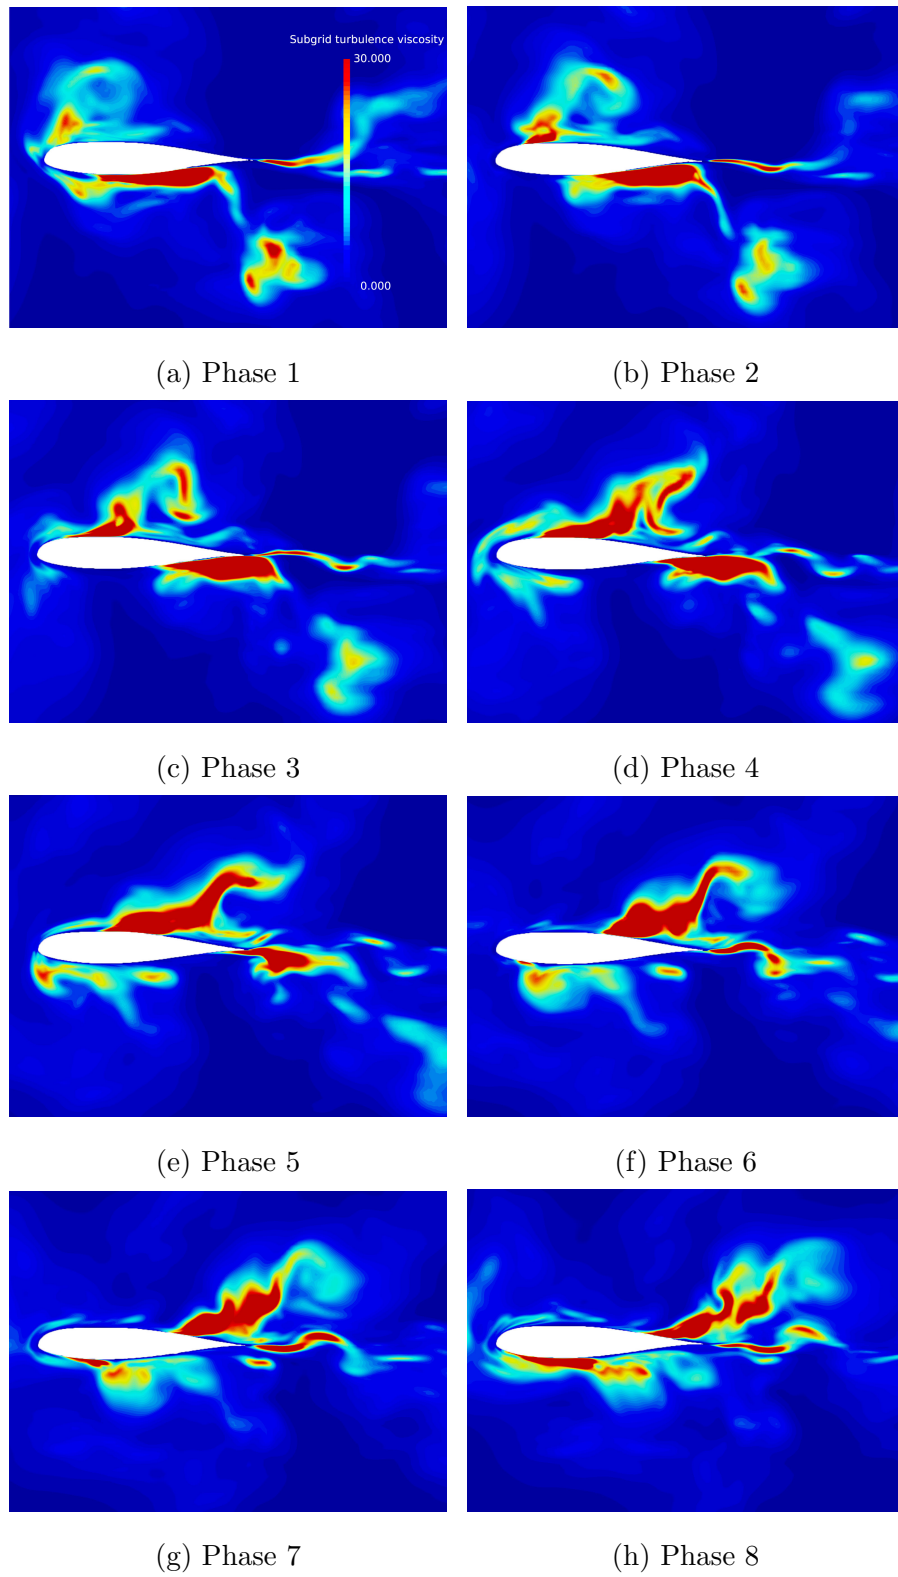 Subgrid turbulence viscosity
30.000
0.000
(a) Phase 1
(b) Phase 2
(c) Phase 3
(d) Phase 4
(e) Phase 5
(f) Phase 6
(g) Phase 7
(h) Phase 8